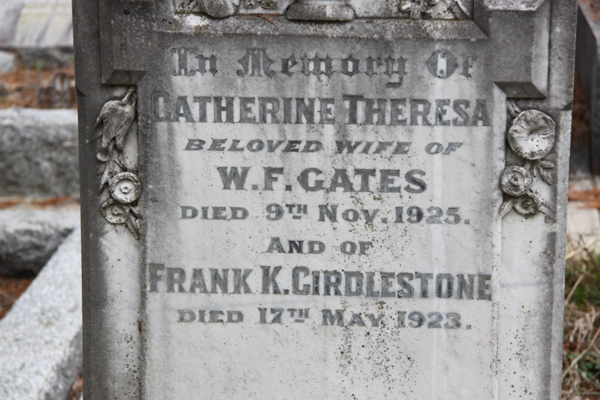 In Memory Of
CATHERINE THERESA
BELOVED WIFE OF
W.F. GATES
DIED 9TH NOV. 1925.
AND OF
FRANK K. GIRDLESTONE
DIED 17TH MAY 1923.